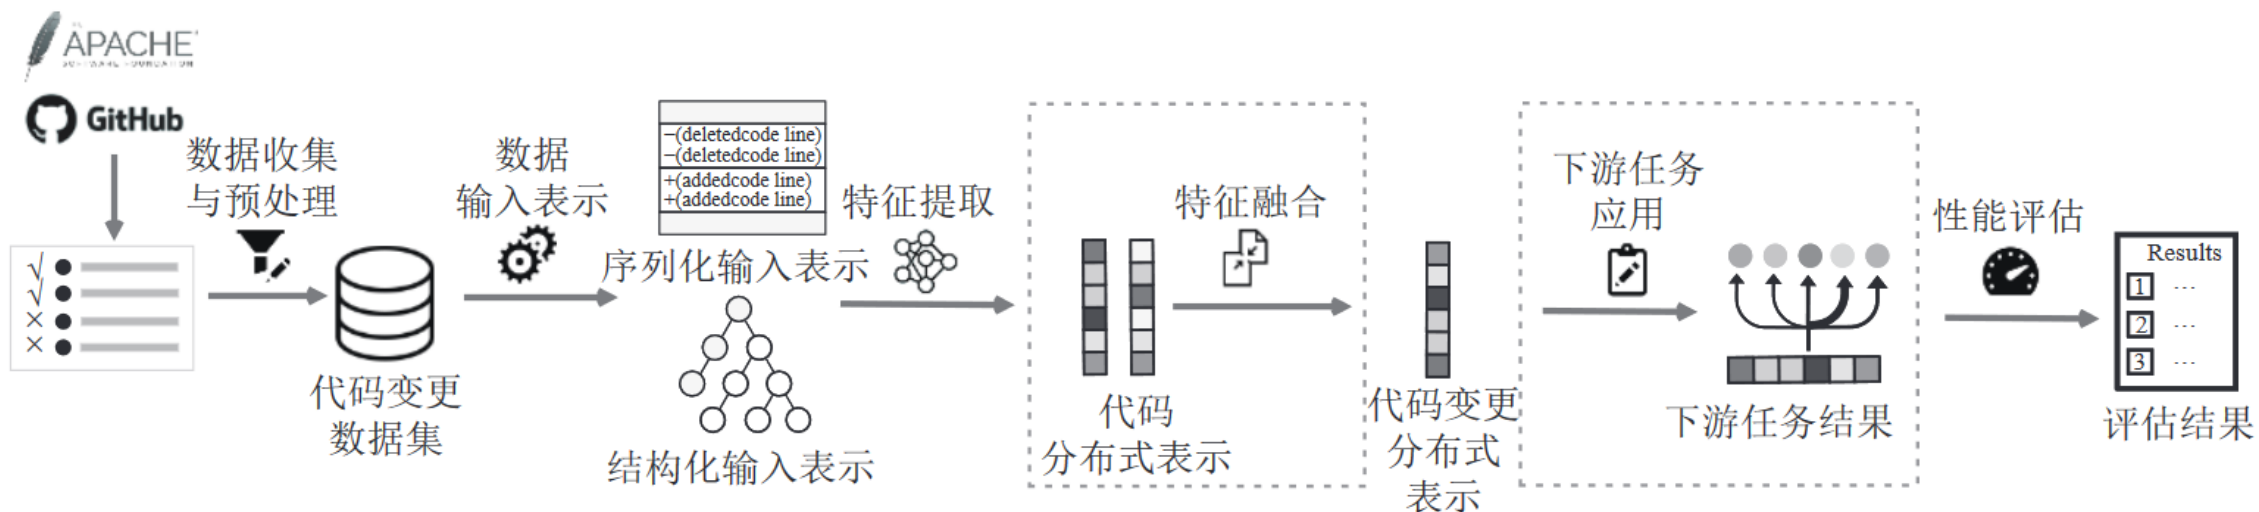 THE
APACHE
SOFTWARE FOUNDATION
GitHub
√
√
×
×
数据收集
与预处理
代码变更
数据集
数据
输入表示
−(deletedcode line)
−(deletedcode line)
+(addedcode line)
+(addedcode line)
序列化输入表示
结构化输入表示
特征提取
代码
分布式表示
特征融合
代码变更
分布式
表示
下游任务
应用
下游任务结果
性能评估
Results
1 ...
2 ...
3 ...
评估结果